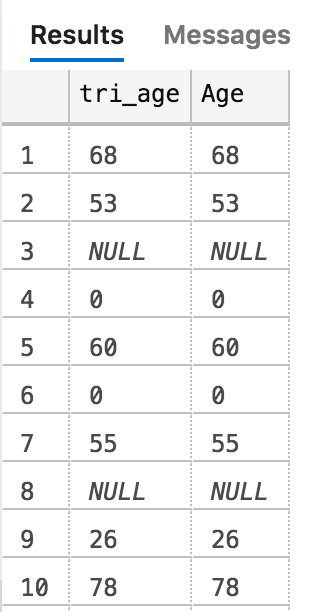 Results Messages
tri_age Age
1 68 68
2 53 53
3 NULL NULL
4 0 0
5 60 60
6 0 0
7 55 55
8 NULL NULL
9 26 26
10 78 78